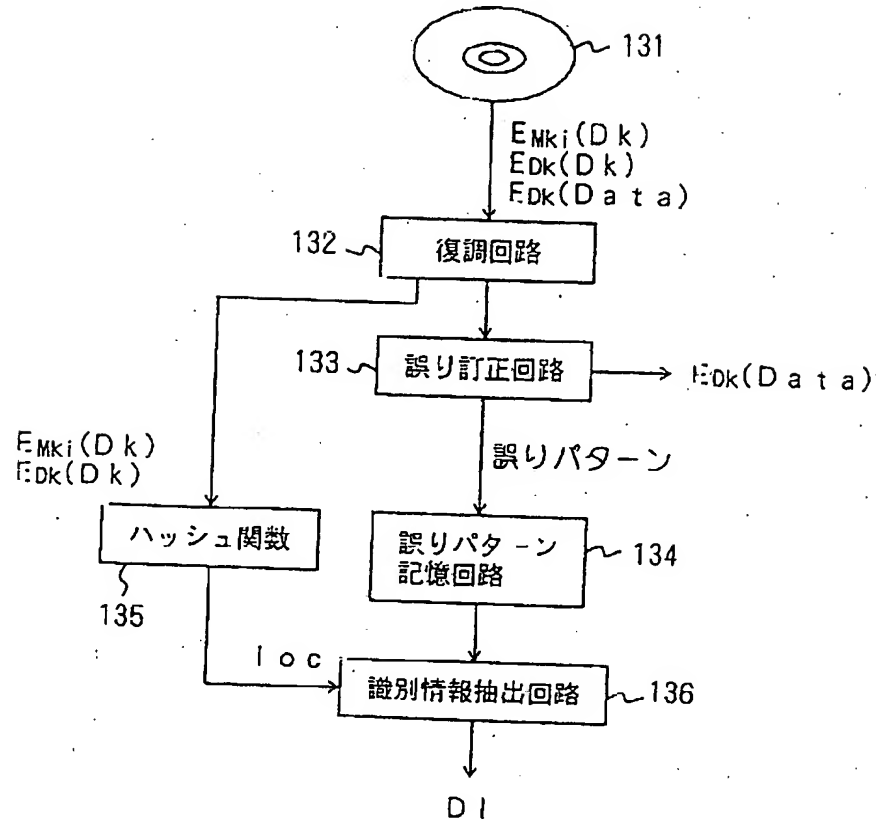 131
EMki(Dk)
EDk(Dk)
EDk(Data)
132
復調回路
133
誤り訂正回路
EDk(Data)
EMki(Dk)
EDk(Dk)
誤りパターン
ハッシュ関数
135
誤りパターン
記憶回路
134
loc
識別情報抽出回路
136
DI